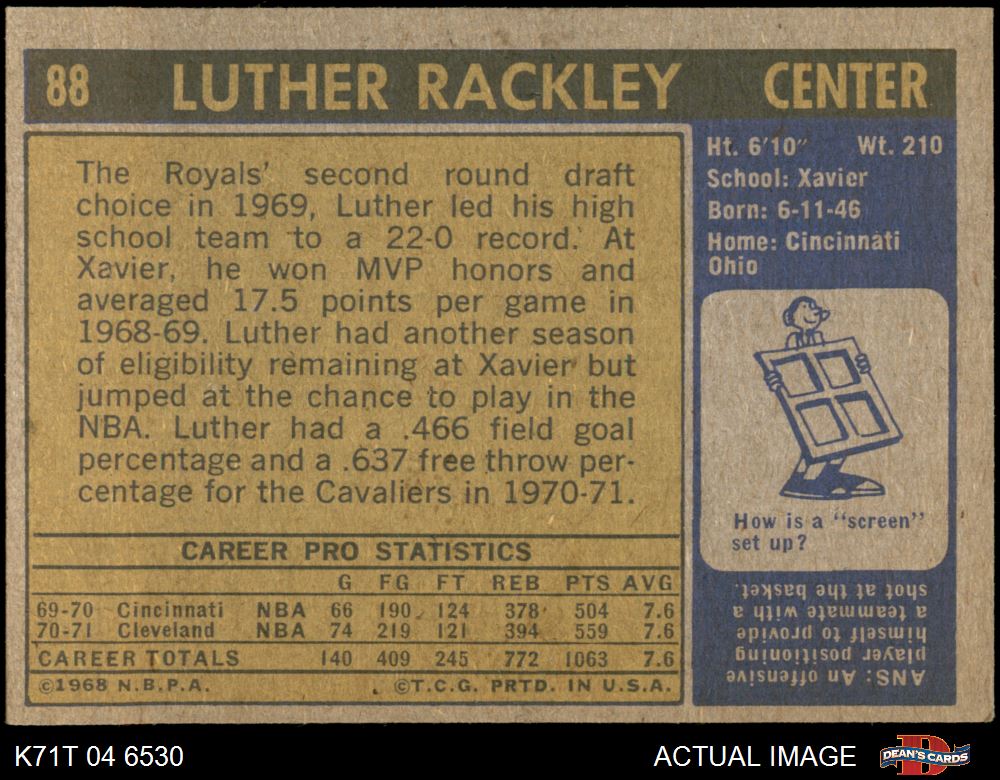 88 LUTHER RACKLEY CENTER
The Royals' second round draft
choice in 1969, Luther led his high
school team to a 22-0 record. At
Xavier, he won MVP honors and
averaged 17.5 points per game in
1968-69. Luther had another season
of eligibility remaining at Xavier but
jumped at the chance to play in the
NBA. Luther had a .466 field goal
percentage and a .637 free throw per-
centage for the Cavaliers in 1970-71.
CAREER PRO STATISTICS
G FG FT REB PTS AVG
69-70 Cincinnati NBA 66 190 124 378 504 7.6
70-71 Cleveland NBA 74 219 121 394 559 7.6
CAREER TOTALS 140 409 245 772 1063 7.6
©1968 N.B.P.A. ©T.C.G. PRTD. IN U.S.A.
Ht. 6'10" Wt. 210
School: Xavier
Born: 6-11-46
Home: Cincinnati
Ohio
How is a "screen"
set up?
ANS: An offensive
player positioning
himself to provide
a teammate with a
shot at the basket.
K71T 04 6530 ACTUAL IMAGE DEAN'S CARDS